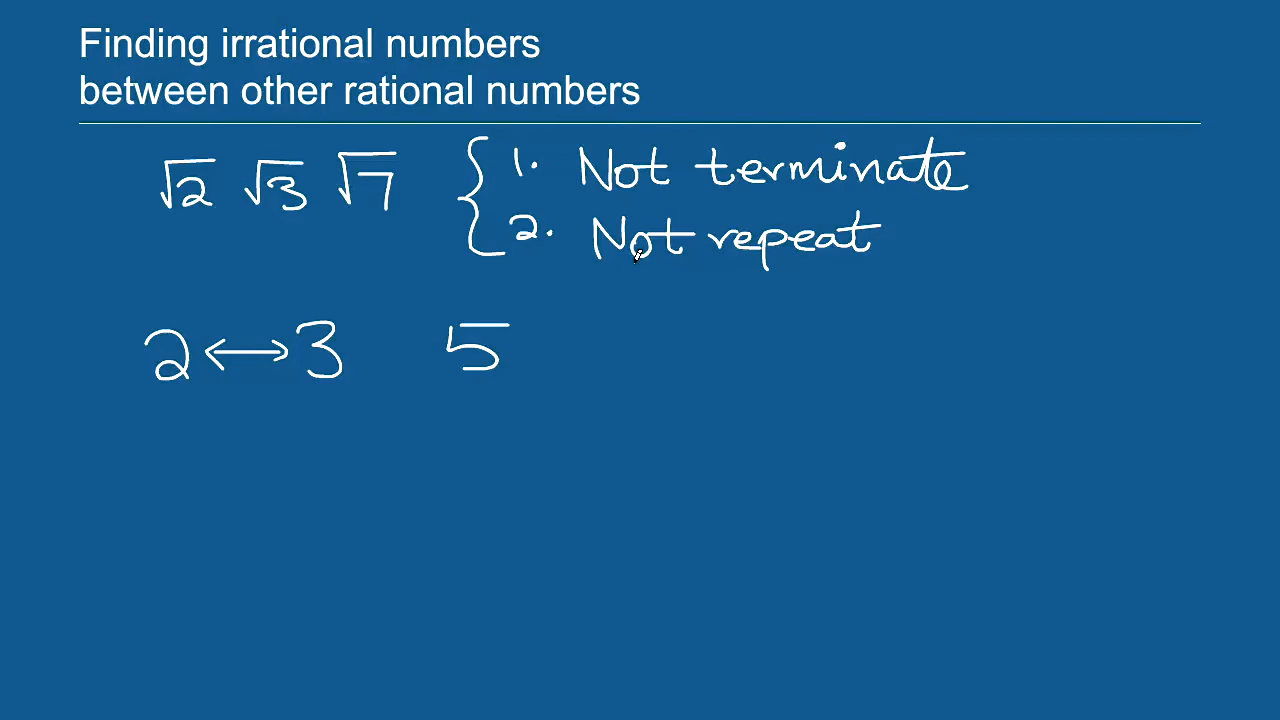 Finding irrational numbers
between other rational numbers
√2 √3 √7 { 1. Not terminate
2. Not repeat
2 ↔ 3 5